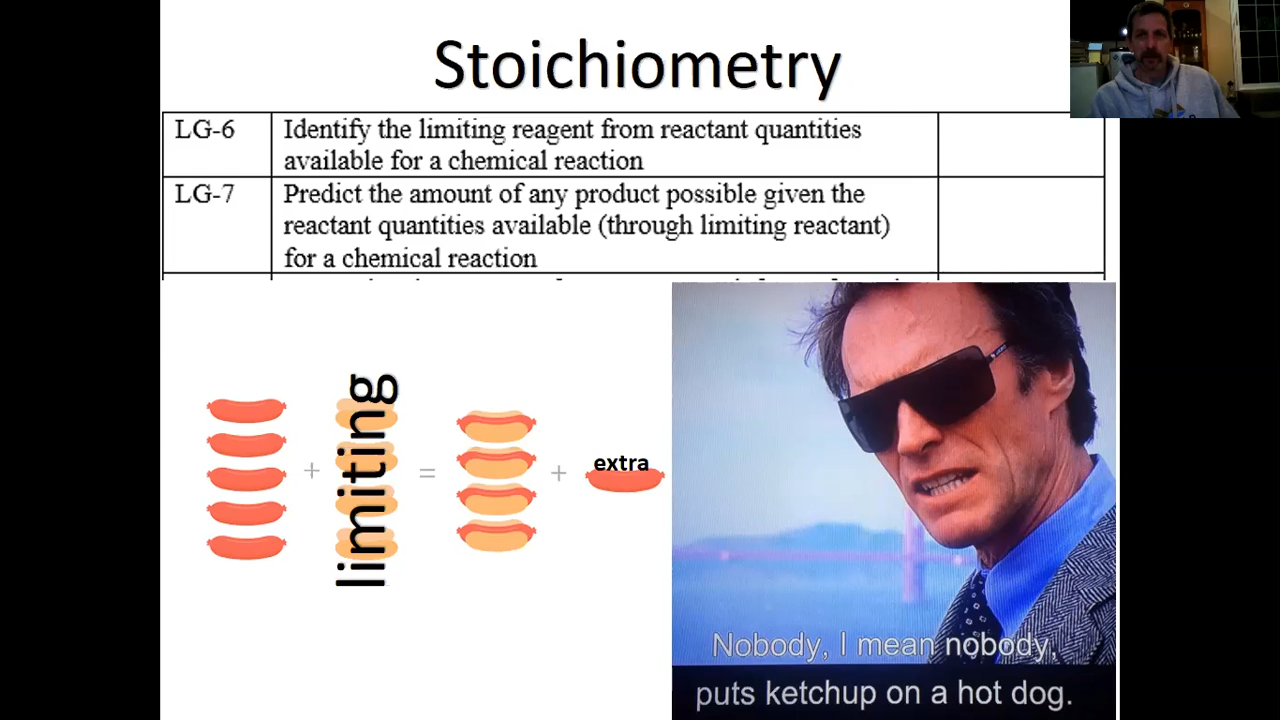 Stoichiometry
LG-6
Identify the limiting reagent from reactant quantities
available for a chemical reaction
LG-7
Predict the amount of any product possible given the
reactant quantities available (through limiting reactant)
for a chemical reaction
limiting
+
=
+
extra
Nobody, I mean nobody,
puts ketchup on a hot dog.